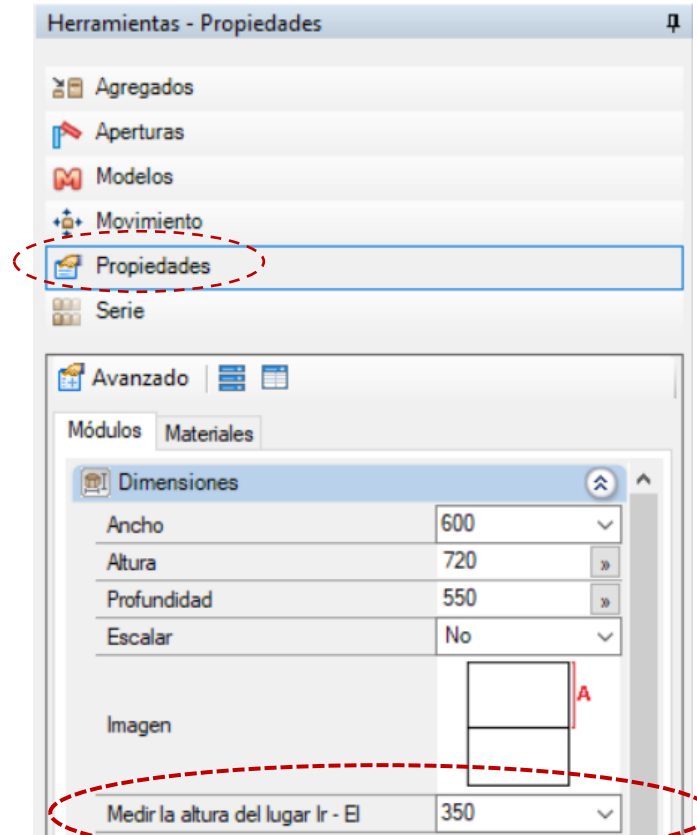 Herramientas - Propiedades
Agregados
Aperturas
Modelos
Movimiento
Propiedades
Serie
Avanzado
Módulos Materiales
Dimensiones
Ancho 600
Altura 720
Profundidad 550
Escalar No
A
Imagen
Medir la altura del lugar Ir - El 350